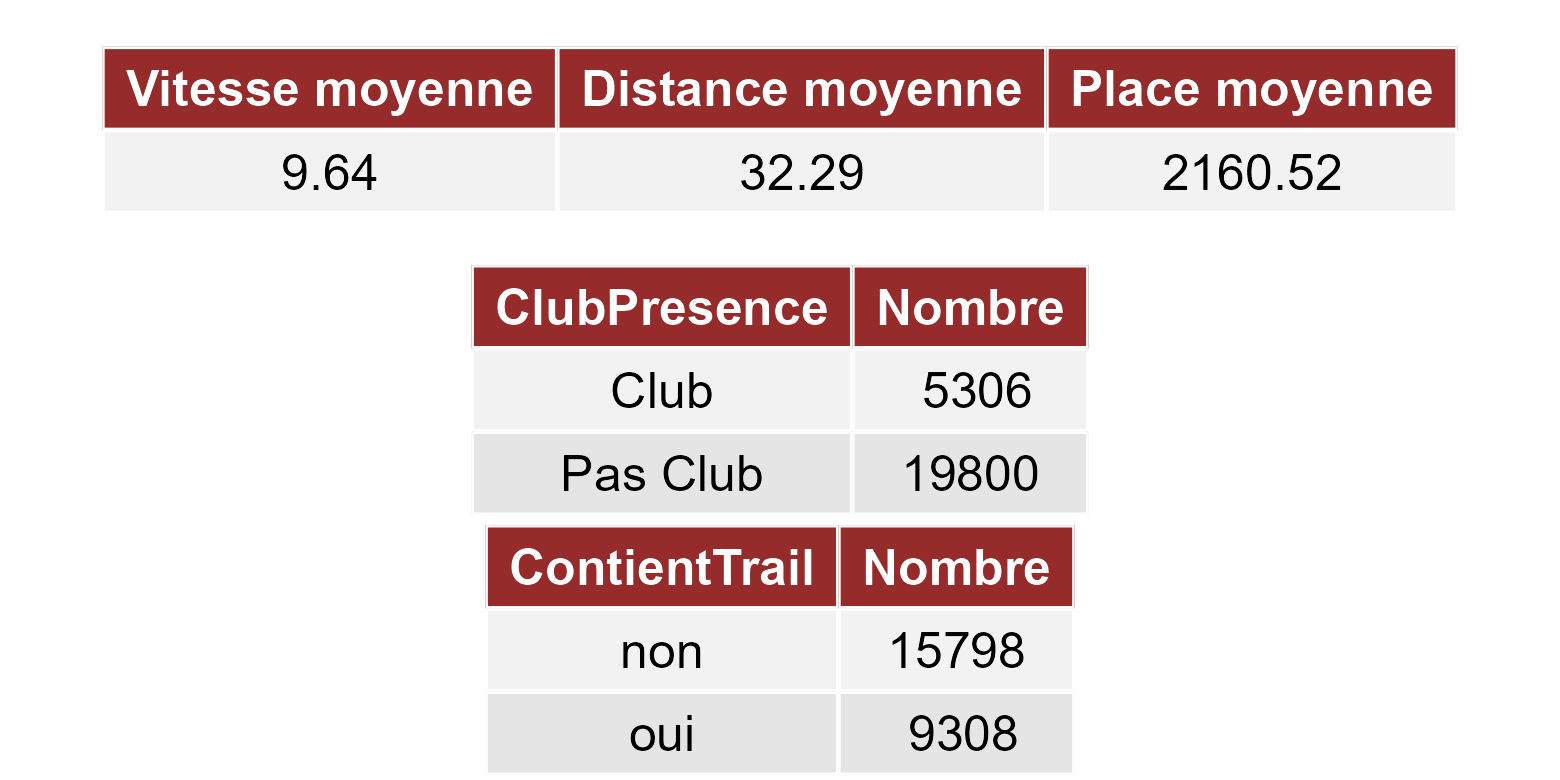 Vitesse moyenne Distance moyenne Place moyenne
9.64 32.29 2160.52
ClubPresence Nombre
Club 5306
Pas Club 19800
ContientTrail Nombre
non 15798
oui 9308